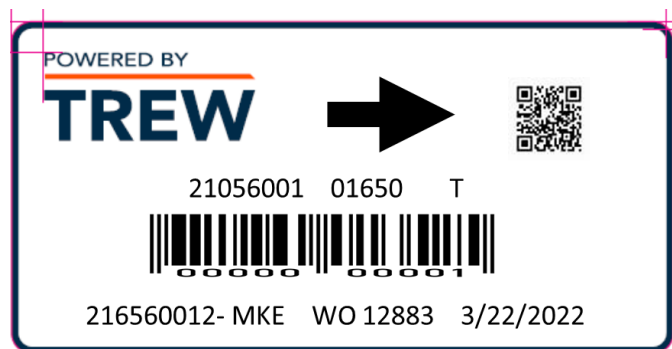 POWERED BY
TREW
21056001 01650 T
00000 00001
216560012- MKE WO 12883 3/22/2022